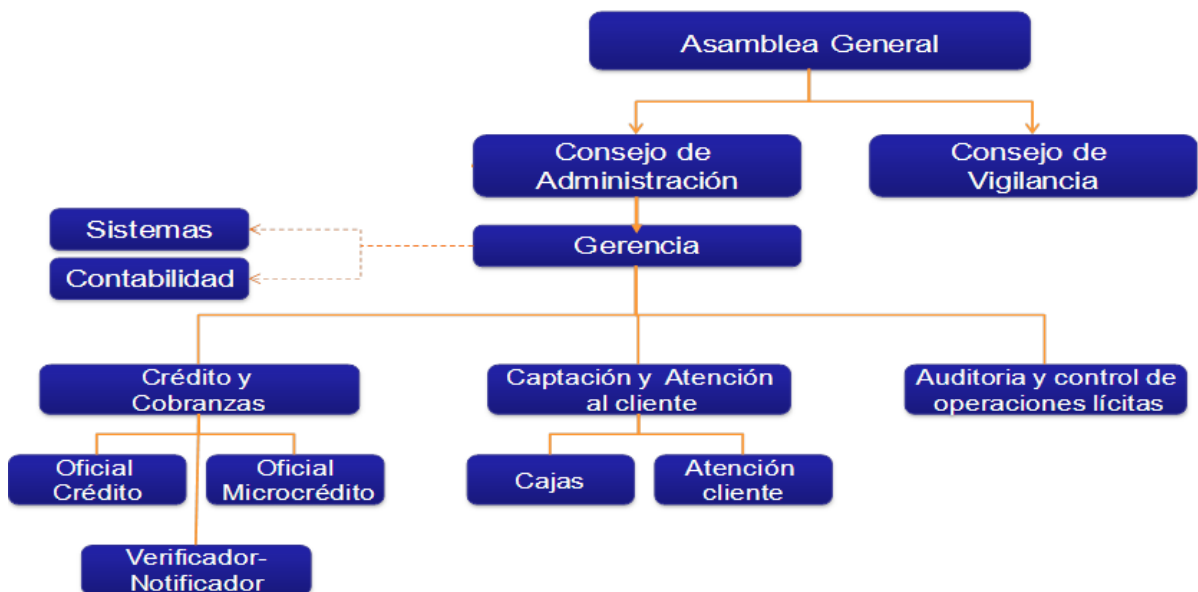 Asamblea General
Consejo de
Administración
Consejo de
Vigilancia
Sistemas
Contabilidad
Gerencia
Crédito y
Cobranzas
Captación y Atención
al cliente
Auditoria y control de
operaciones lícitas
Oficial
Crédito
Oficial
Microcrédito
Cajas
Atención
cliente
Verificador-
Notificador